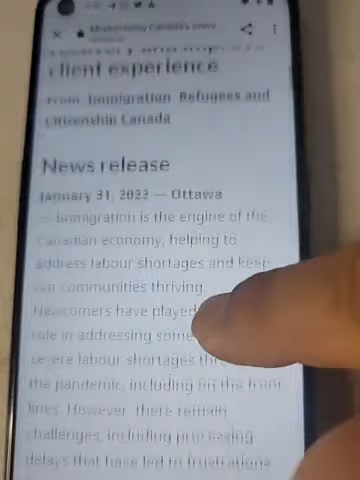 Modernizing Canada's immi
client experience
From: Immigration, Refugees and
Citizenship Canada
News release
January 31, 2022 — Ottawa
— Immigration is the engine of the
Canadian economy, helping to
address labour shortages and keep
our communities thriving.
Newcomers have played
role in addressing some
severe labour shortages
the pandemic, including on the front
lines. However, there remain
challenges, including processing
delays that have led to frustrations